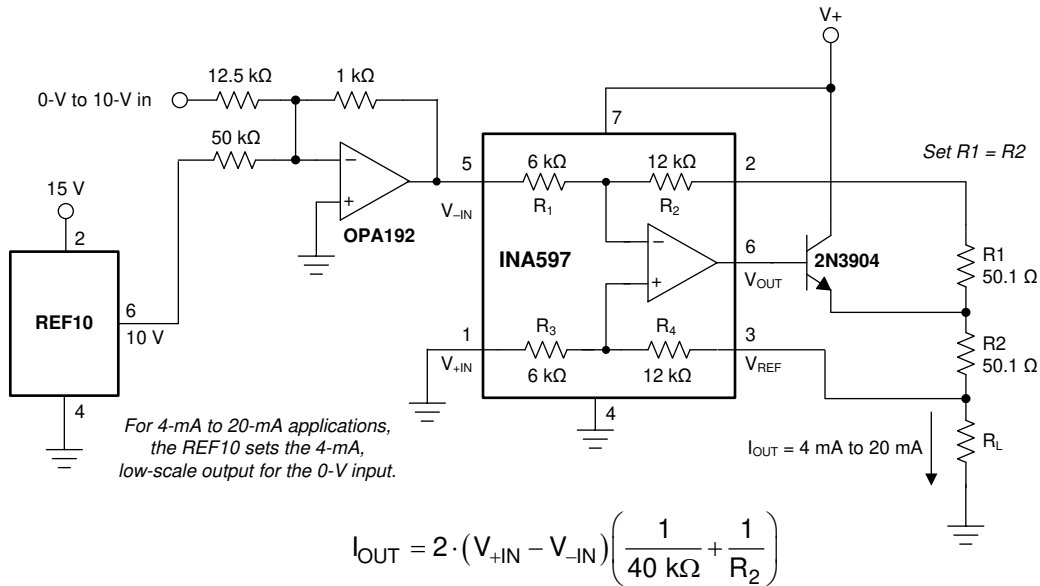 V+
12.5 kΩ
1 kΩ
0-V to 10-V in
50 kΩ
7
5
6 kΩ
12 kΩ
2
Set R1 = R2
−
+
OPA192
V–IN
R1
R2
15 V
2
INA597
−
+
6
VOUT
2N3904
R1
50.1 Ω
REF10
6
10 V
1
V+IN
R3
6 kΩ
R4
12 kΩ
3
VREF
R2
50.1 Ω
4
4
For 4-mA to 20-mA applications,
the REF10 sets the 4-mA,
low-scale output for the 0-V input.
IOUT = 4 mA to 20 mA
RL
IOUT = 2·(V+IN − V−IN)(1/40 kΩ + 1/R2)